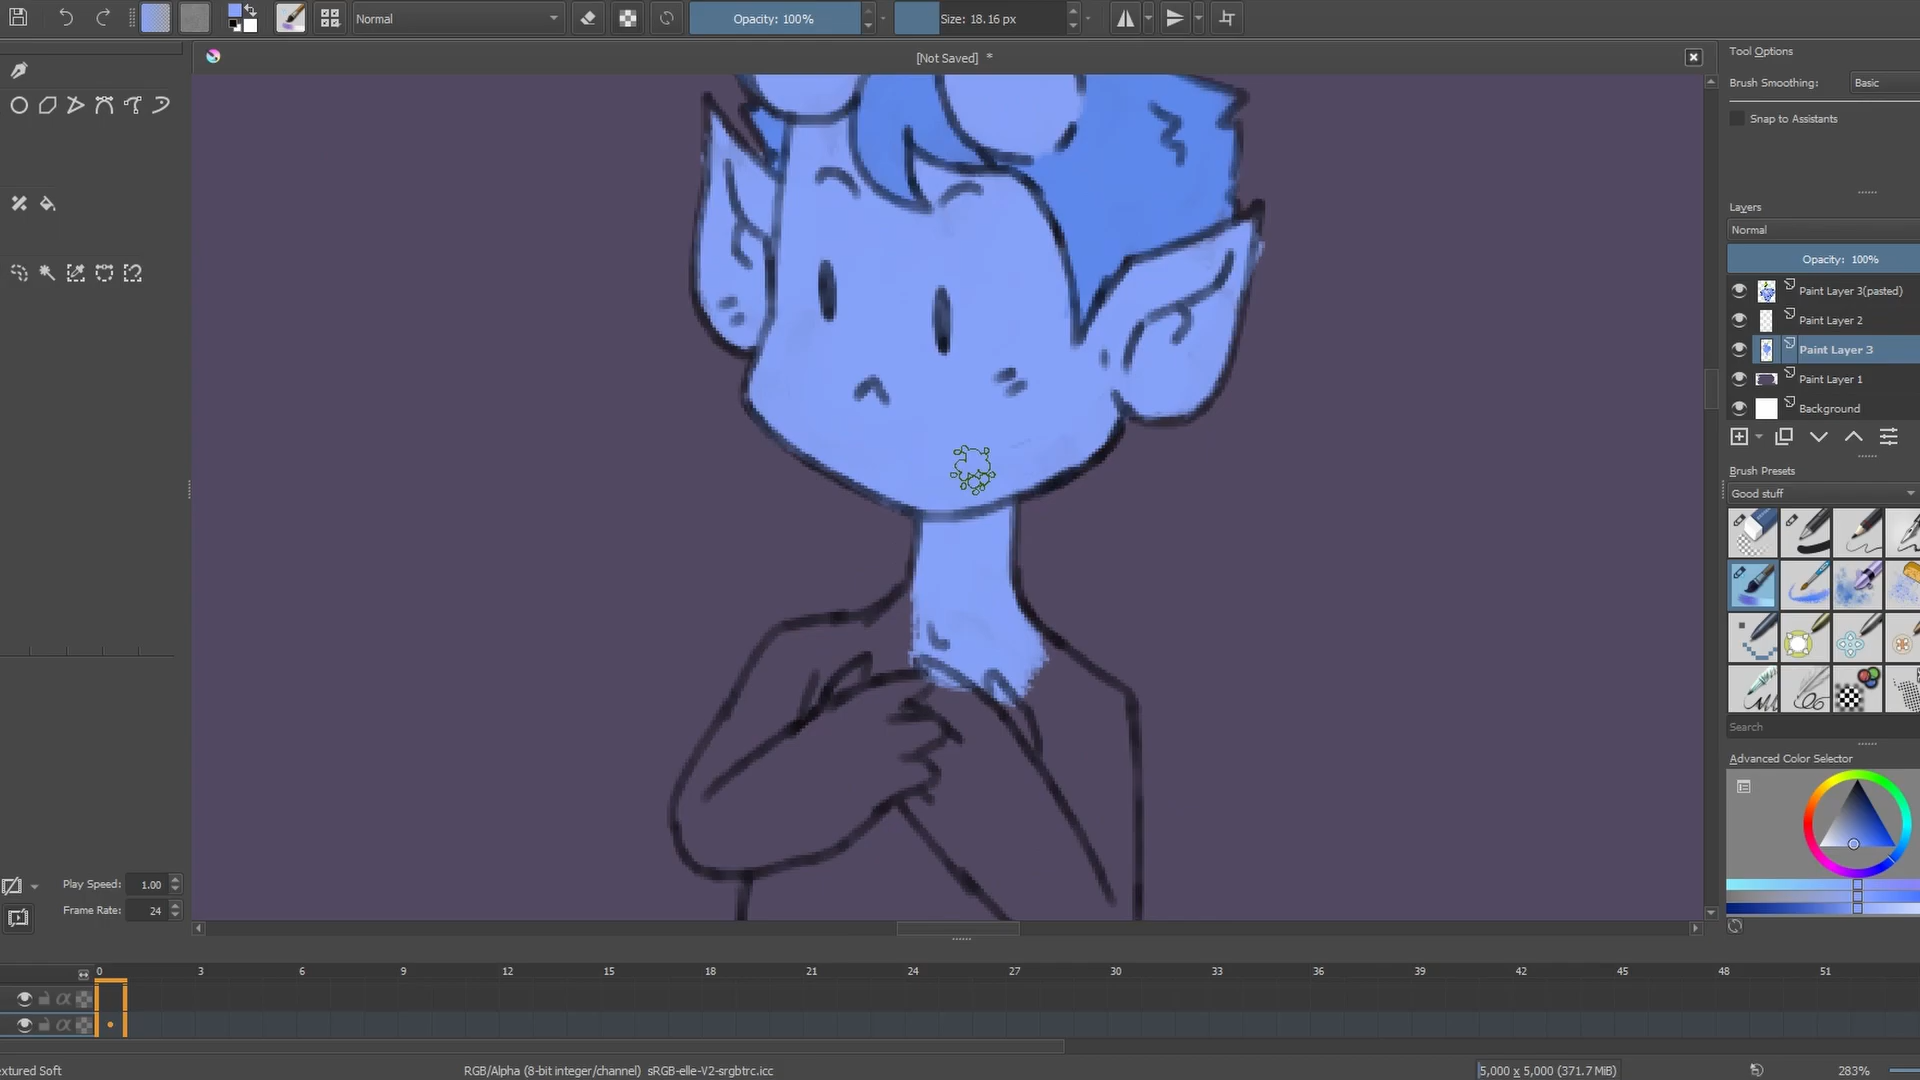 Normal
Opacity: 100%
Size: 18.16 px
[Not Saved] *
Tool Options
Brush Smoothing: Basic
Snap to Assistants
Layers
Normal
Opacity: 100%
Paint Layer 3(pasted)
Paint Layer 2
Paint Layer 3
Paint Layer 1
Background
Brush Presets
Good stuff
Search
Advanced Color Selector
Play Speed: 1.00
Frame Rate: 24
0 3 6 9 12 15 18 21 24 27 30 33 36 39 42 45 48 51
extured Soft
RGB/Alpha (8-bit integer/channel) sRGB-elle-V2-srgbtrc.icc
5,000 x 5,000 (371.7 MiB)
283%